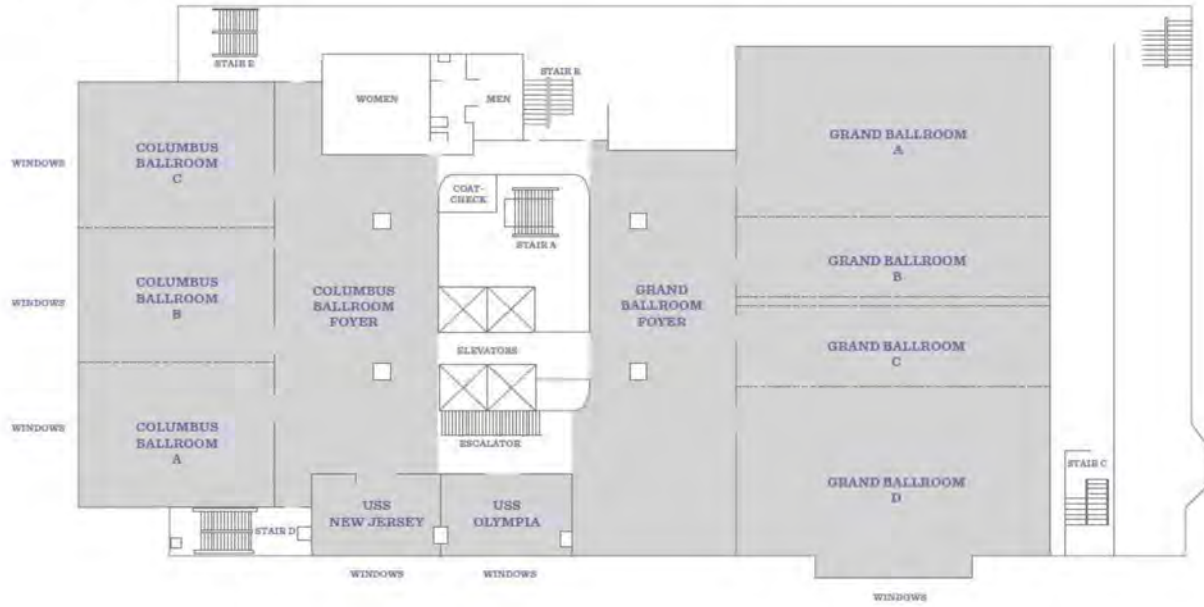 STAIR E
WOMEN
MEN
STAIR B
COLUMBUS
BALLROOM
C
WINDOWS
COAT-
CHECK
STAIR A
GRAND BALLROOM
A
COLUMBUS
BALLROOM
B
WINDOWS
COLUMBUS
BALLROOM
FOYER
GRAND
BALLROOM
FOYER
GRAND BALLROOM
B
ELEVATORS
GRAND BALLROOM
C
COLUMBUS
BALLROOM
A
WINDOWS
ESCALATOR
STAIR C
GRAND BALLROOM
D
STAIR D
USS
NEW JERSEY
USS
OLYMPIA
WINDOWS
WINDOWS
WINDOWS